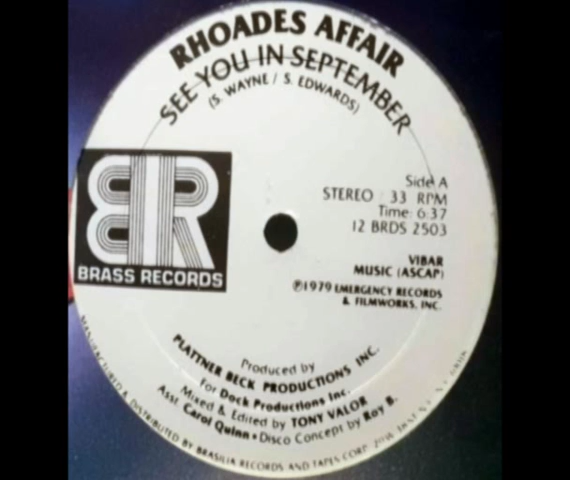 RHOADES AFFAIR
SEE YOU IN SEPTEMBER
(S. WAYNE / S. EDWARDS)
Side A
STEREO 33 RPM
Time: 6:37
12 BRDS 2503
BR
BRASS RECORDS
VIBAR
MUSIC (ASCAP)
℗1979 EMERGENCY RECORDS
& FILMWORKS, INC.
Produced by
PLATTNER BECK PRODUCTIONS INC.
for Dock Productions Inc.
Mixed & Edited by TONY VALOR
Asst. Carol Quinn • Disco Concept by Roy B.
MANUFACTURED & DISTRIBUTED BY BRASILIA RECORDS AND TAPES CORP.